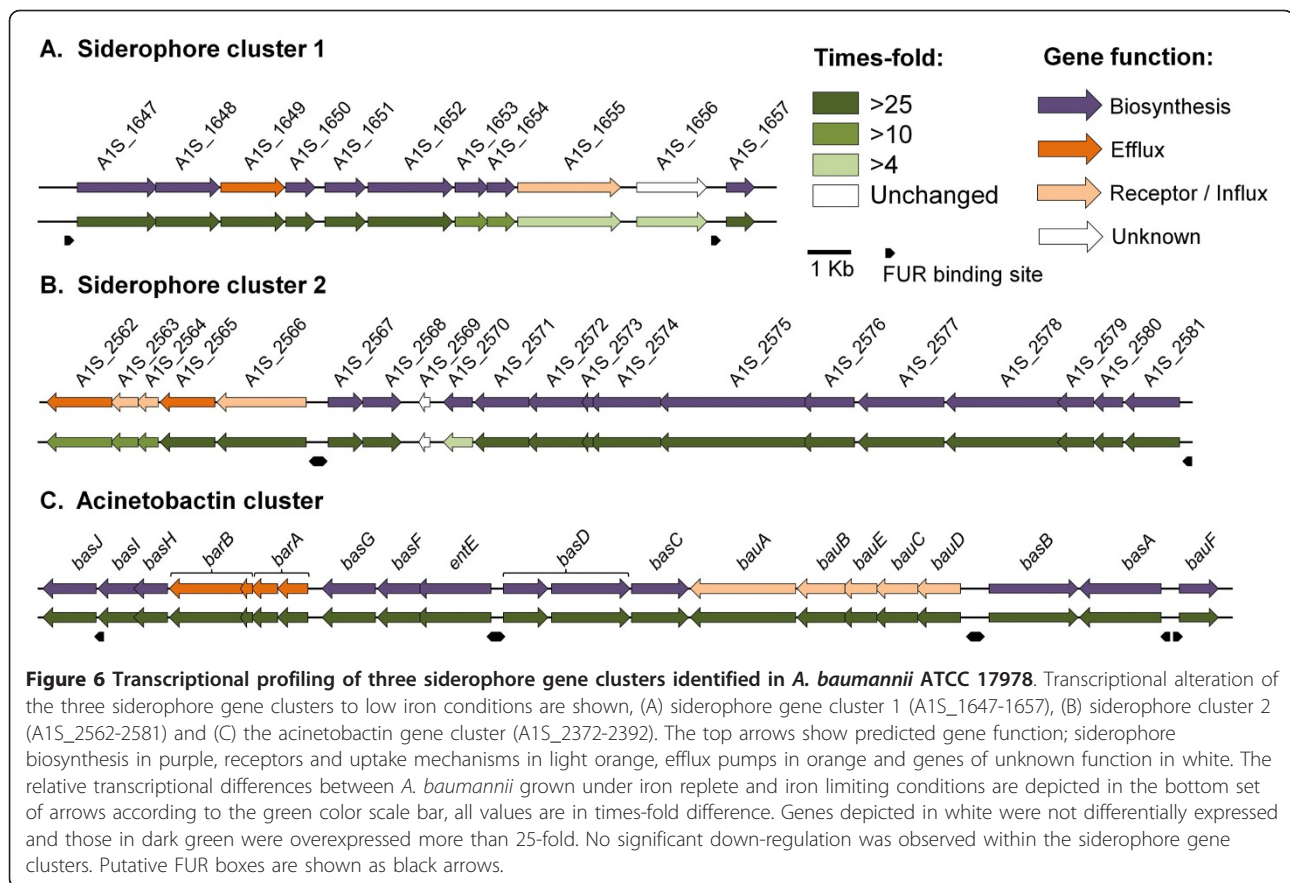 A. Siderophore cluster 1
A1S_1647
A1S_1648
A1S_1649
A1S_1650
A1S_1651
A1S_1652
A1S_1653
A1S_1654
A1S_1655
A1S_1656
A1S_1657
Times-fold:
>25
>10
>4
Unchanged
1 Kb
FUR binding site
Gene function:
Biosynthesis
Efflux
Receptor / Influx
Unknown
B. Siderophore cluster 2
A1S_2562
A1S_2563
A1S_2564
A1S_2565
A1S_2566
A1S_2567
A1S_2568
A1S_2569
A1S_2570
A1S_2571
A1S_2572
A1S_2573
A1S_2574
A1S_2575
A1S_2576
A1S_2577
A1S_2578
A1S_2579
A1S_2580
A1S_2581
C. Acinetobactin cluster
basJ
basI
basH
barB
barA
basG
basF
entE
basD
basC
bauA
bauB
bauE
bauC
bauD
basB
basA
bauF
Figure 6 Transcriptional profiling of three siderophore gene clusters identified in A. baumannii ATCC 17978. Transcriptional alteration of
the three siderophore gene clusters to low iron conditions are shown, (A) siderophore gene cluster 1 (A1S_1647-1657), (B) siderophore cluster 2
(A1S_2562-2581) and (C) the acinetobactin gene cluster (A1S_2372-2392). The top arrows show predicted gene function; siderophore
biosynthesis in purple, receptors and uptake mechanisms in light orange, efflux pumps in orange and genes of unknown function in white. The
relative transcriptional differences between A. baumannii grown under iron replete and iron limiting conditions are depicted in the bottom set
of arrows according to the green color scale bar, all values are in times-fold difference. Genes depicted in white were not differentially expressed
and those in dark green were overexpressed more than 25-fold. No significant down-regulation was observed within the siderophore gene
clusters. Putative FUR boxes are shown as black arrows.